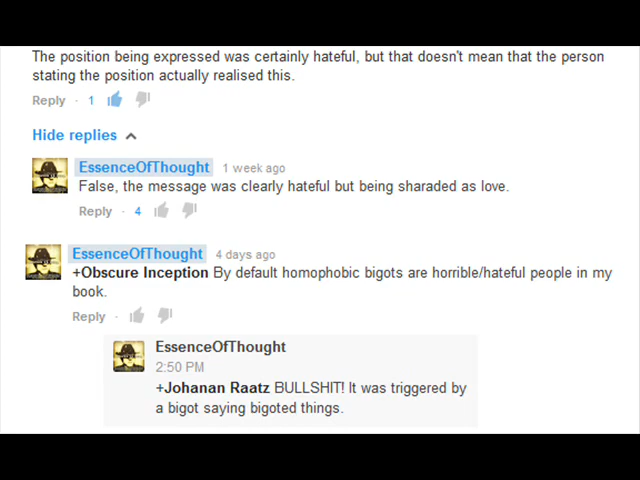 The position being expressed was certainly hateful, but that doesn't mean that the person
stating the position actually realised this.
Reply · 1
Hide replies
EssenceOfThought 1 week ago
False, the message was clearly hateful but being sharaded as love.
Reply · 4
EssenceOfThought 4 days ago
+Obscure Inception By default homophobic bigots are horrible/hateful people in my
book.
Reply ·
EssenceOfThought
2:50 PM
+Johanan Raatz BULLSHIT! It was triggered by
a bigot saying bigoted things.